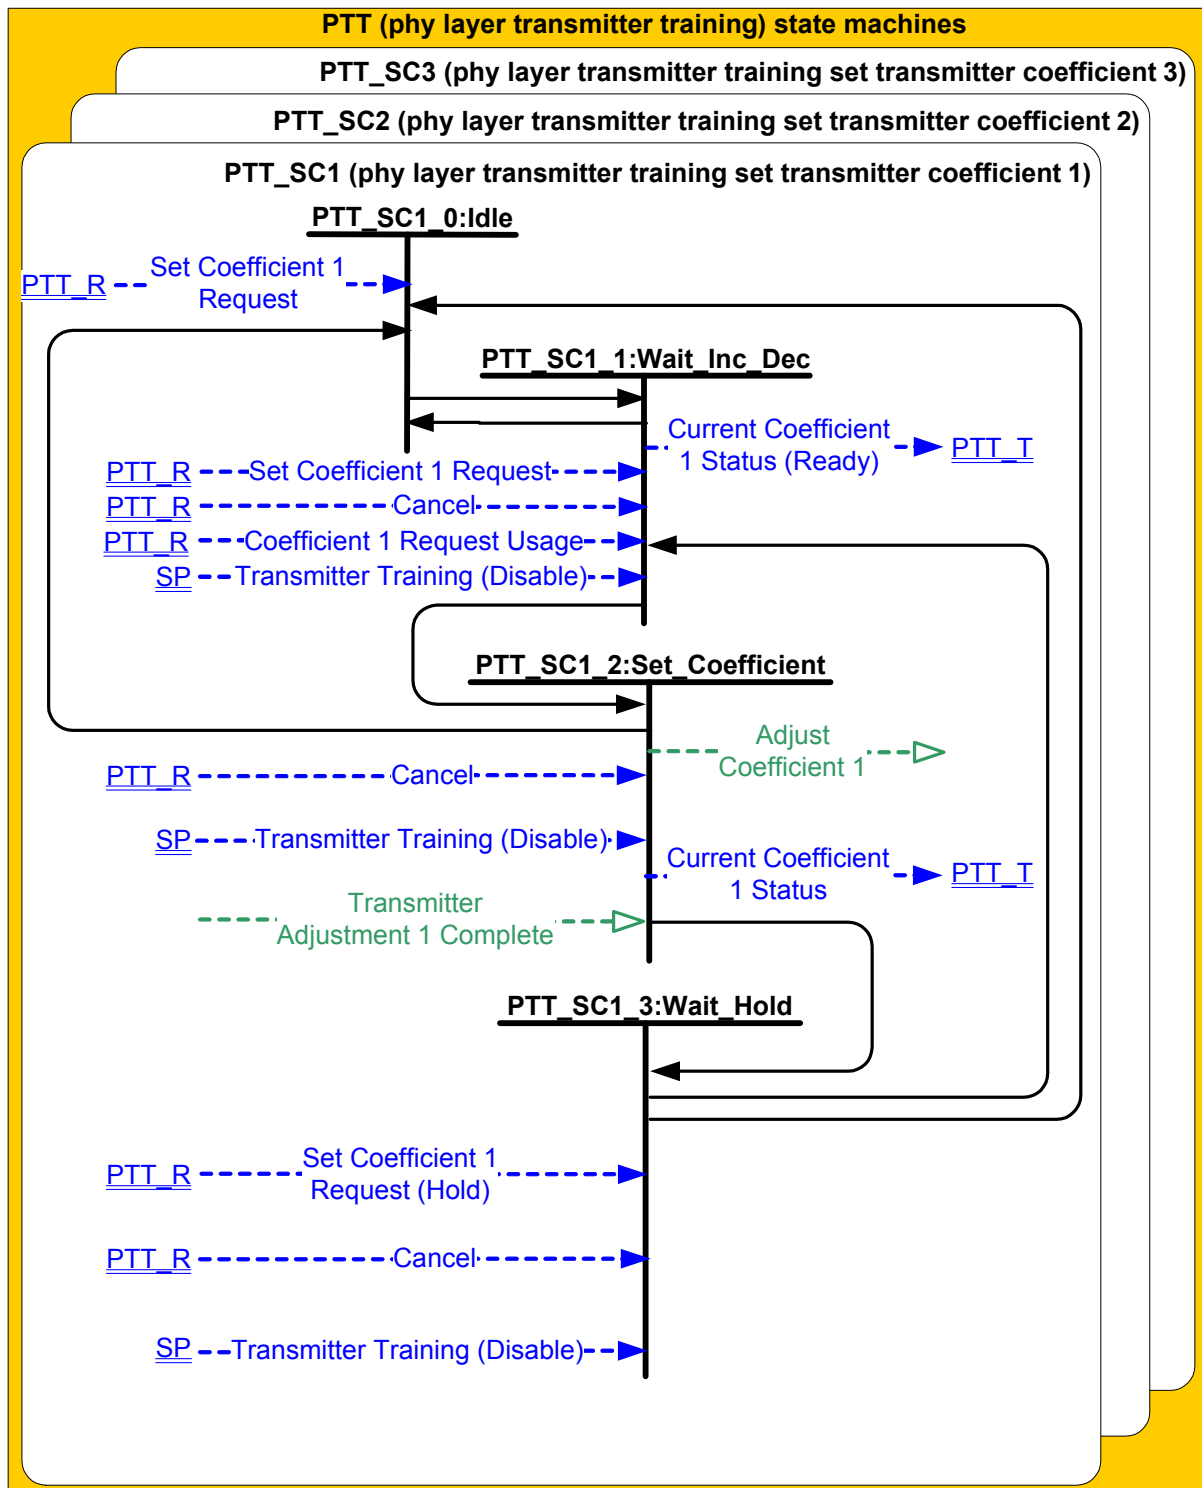 PTT (phy layer transmitter training) state machines
PTT_SC3 (phy layer transmitter training set transmitter coefficient 3)
PTT_SC2 (phy layer transmitter training set transmitter coefficient 2)
PTT_SC1 (phy layer transmitter training set transmitter coefficient 1)
PTT_SC1_0:Idle
PTT_R
Set Coefficient 1
Request
PTT_SC1_1:Wait_Inc_Dec
Current Coefficient
1 Status (Ready)
PTT_T
PTT_R
Set Coefficient 1 Request
PTT_R
Cancel
PTT_R
Coefficient 1 Request Usage
SP
Transmitter Training (Disable)
PTT_SC1_2:Set_Coefficient
Adjust
Coefficient 1
PTT_R
Cancel
SP
Transmitter Training (Disable)
Current Coefficient
1 Status
PTT_T
Transmitter
Adjustment 1 Complete
PTT_SC1_3:Wait_Hold
PTT_R
Set Coefficient 1
Request (Hold)
PTT_R
Cancel
SP
Transmitter Training (Disable)